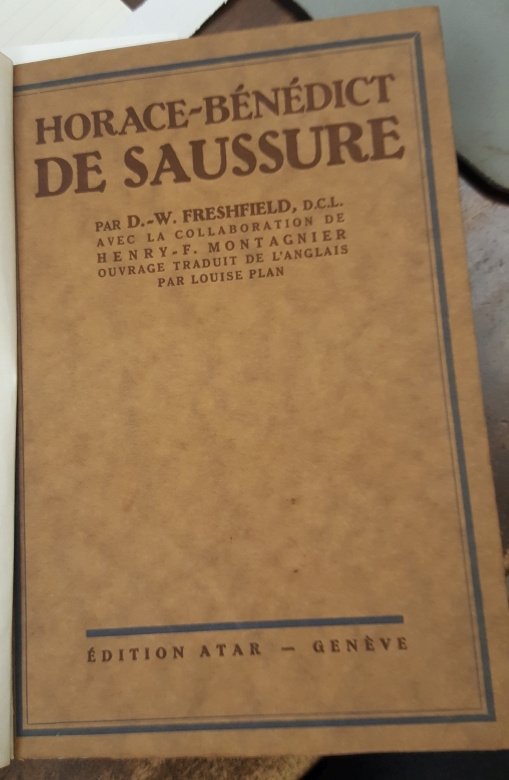 HORACE-BÉNÉDICT
DE SAUSSURE
PAR D.-W. FRESHFIELD, D.C.L.
AVEC LA COLLABORATION DE
HENRY-F. MONTAGNIER
OUVRAGE TRADUIT DE L'ANGLAIS
PAR LOUISE PLAN
ÉDITION ATAR — GENÈVE